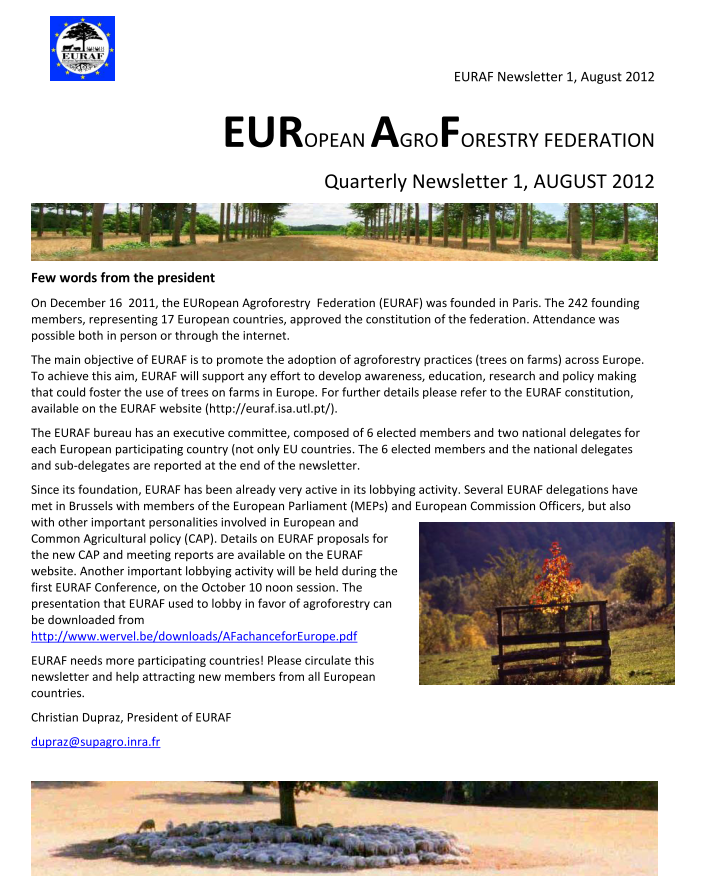 EURAF
EURAF Newsletter 1, August 2012
EUROPEAN AGROFORESTRY FEDERATION
Quarterly Newsletter 1, AUGUST 2012
Few words from the president
On December 16  2011, the EURopean Agroforestry  Federation (EURAF) was founded in Paris. The 242 founding
members, representing 17 European countries, approved the constitution of the federation. Attendance was
possible both in person or through the internet.
The main objective of EURAF is to promote the adoption of agroforestry practices (trees on farms) across Europe.
To achieve this aim, EURAF will support any effort to develop awareness, education, research and policy making
that could foster the use of trees on farms in Europe. For further details please refer to the EURAF constitution,
available on the EURAF website (http://euraf.isa.utl.pt/).
The EURAF bureau has an executive committee, composed of 6 elected members and two national delegates for
each European participating country (not only EU countries. The 6 elected members and the national delegates
and sub-delegates are reported at the end of the newsletter.
Since its foundation, EURAF has been already very active in its lobbying activity. Several EURAF delegations have
met in Brussels with members of the European Parliament (MEPs) and European Commission Officers, but also
with other important personalities involved in European and
Common Agricultural policy (CAP). Details on EURAF proposals for
the new CAP and meeting reports are available on the EURAF
website. Another important lobbying activity will be held during the
first EURAF Conference, on the October 10 noon session. The
presentation that EURAF used to lobby in favor of agroforestry can
be downloaded from
http://www.wervel.be/downloads/AFachanceforEurope.pdf
EURAF needs more participating countries! Please circulate this
newsletter and help attracting new members from all European
countries.
Christian Dupraz, President of EURAF
dupraz@supagro.inra.fr